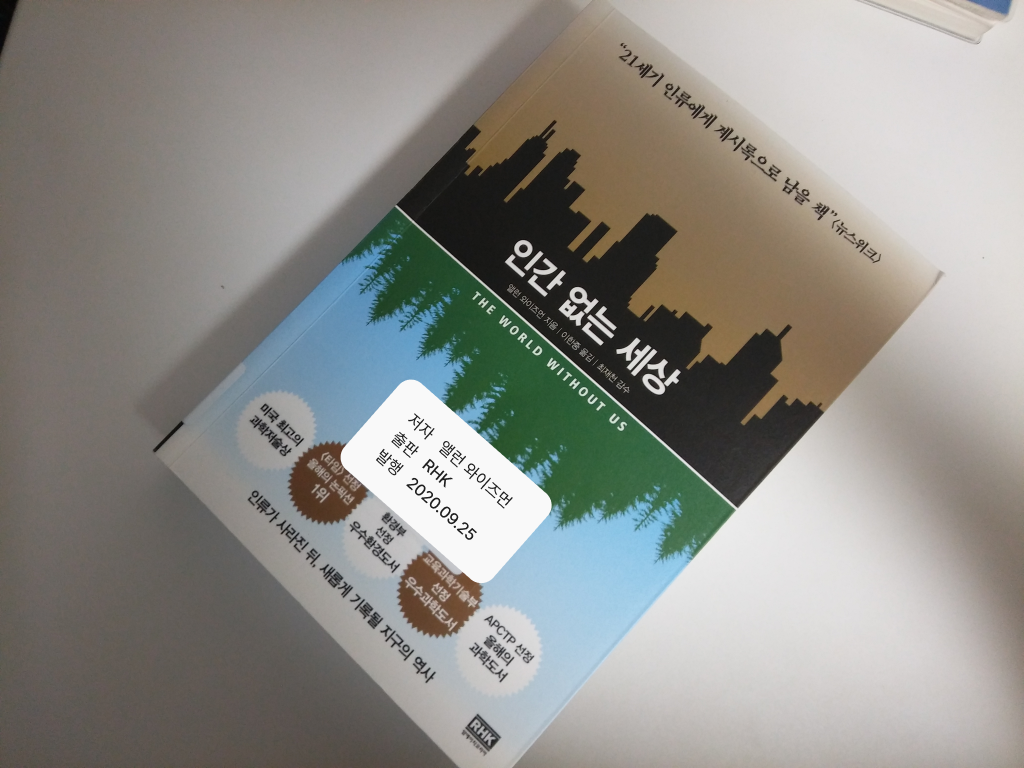 “21세기 인류에게 계시록으로 남을 책” 〈뉴스위크〉
인간 없는 세상
앨런 와이즈먼 지음 | 이한중 옮김 | 최재천 감수
THE WORLD WITHOUT US
저자 앨런 와이즈먼
출판 RHK
발행 2020.09.25
미국 최고의
과학저술상
〈타임〉 선정
올해의 논픽션
1위
환경부
선정
우수환경도서
교육과학기술부
선정
우수과학도서
APCTP 선정
올해의
과학도서
인류가 사라진 뒤, 새롭게 기록될 지구의 역사
RHK